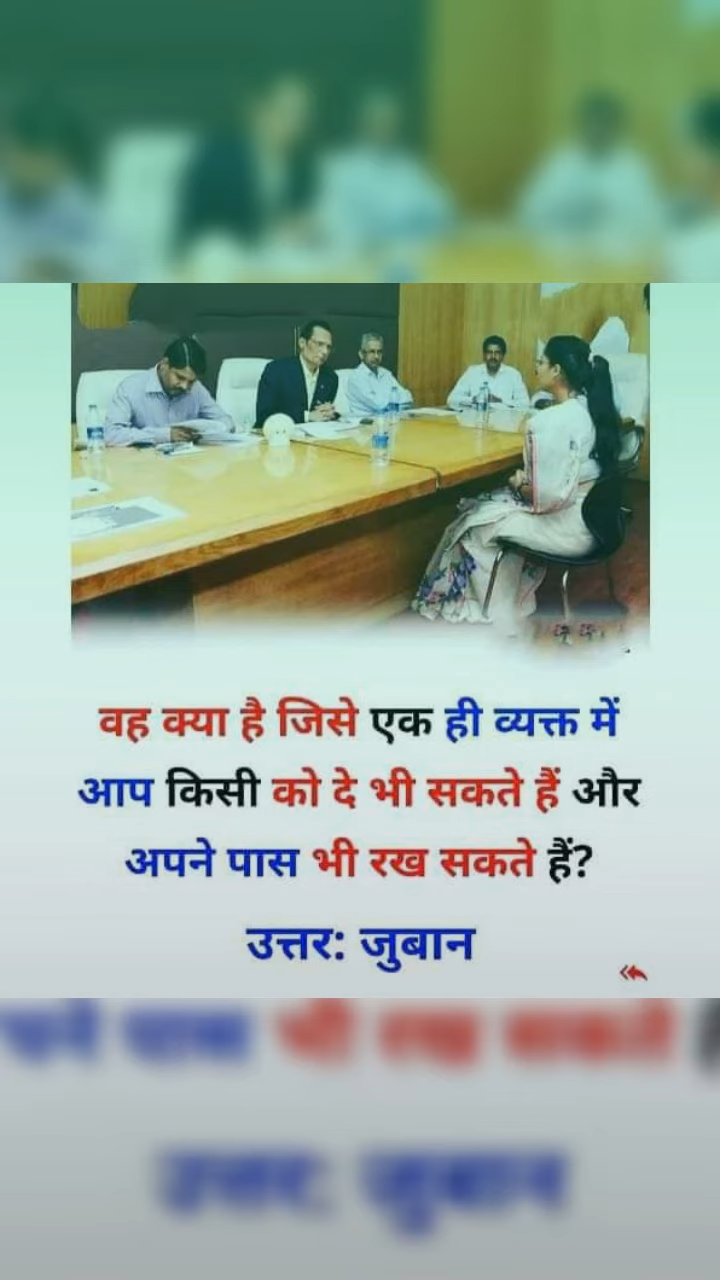 वह क्या है जिसे एक ही व्यक्त में
आप किसी को दे भी सकते हैं और
अपने पास भी रख सकते हैं?
उत्तर: जुबान